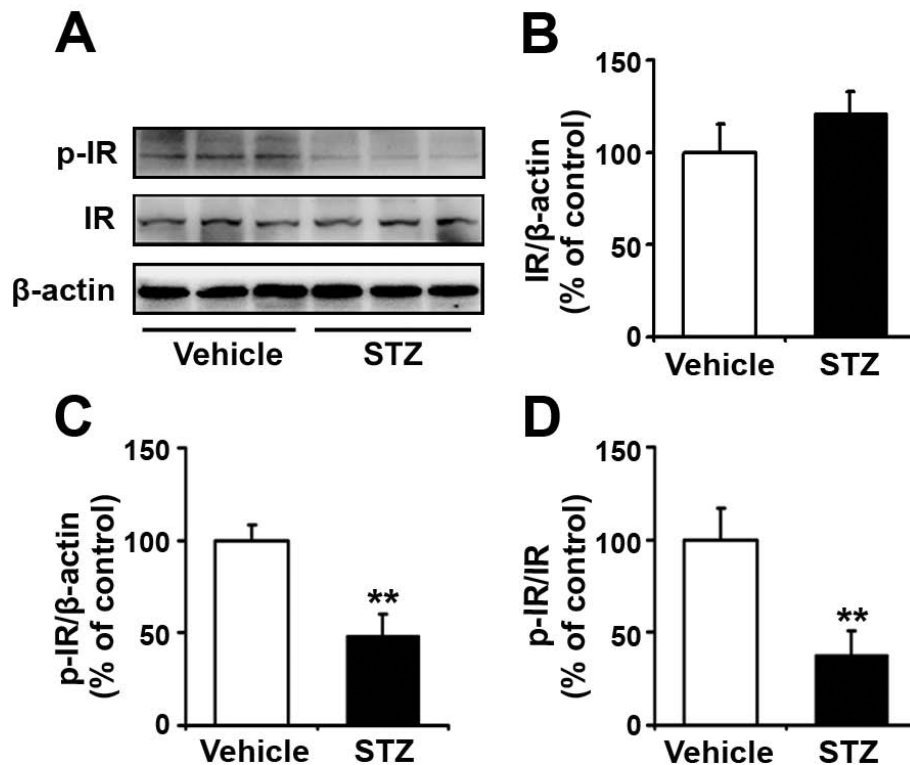 A
p-IR
IR
β-actin
Vehicle STZ
B
IR/β-actin
(% of control)
150
100
50
0
Vehicle STZ
C
p-IR/β-actin
(% of control)
150
100
50
0
**
Vehicle STZ
D
p-IR/IR
(% of control)
150
100
50
0
**
Vehicle STZ